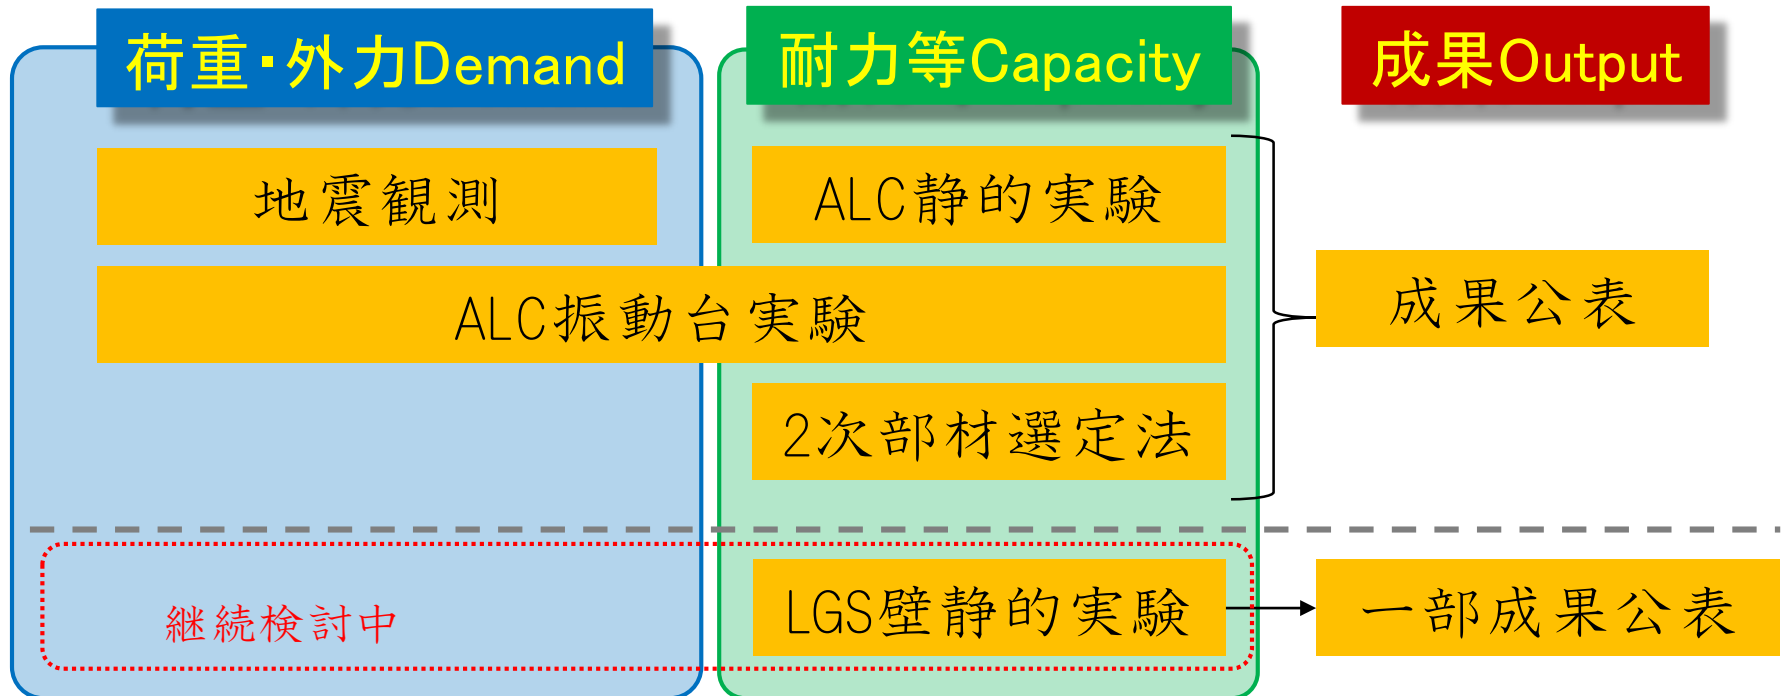 荷重・外力Demand
耐力等Capacity
成果Output
地震観測
ALC静的実験
ALC振動台実験
成果公表
2次部材選定法
継続検討中
LGS壁静的実験
一部成果公表